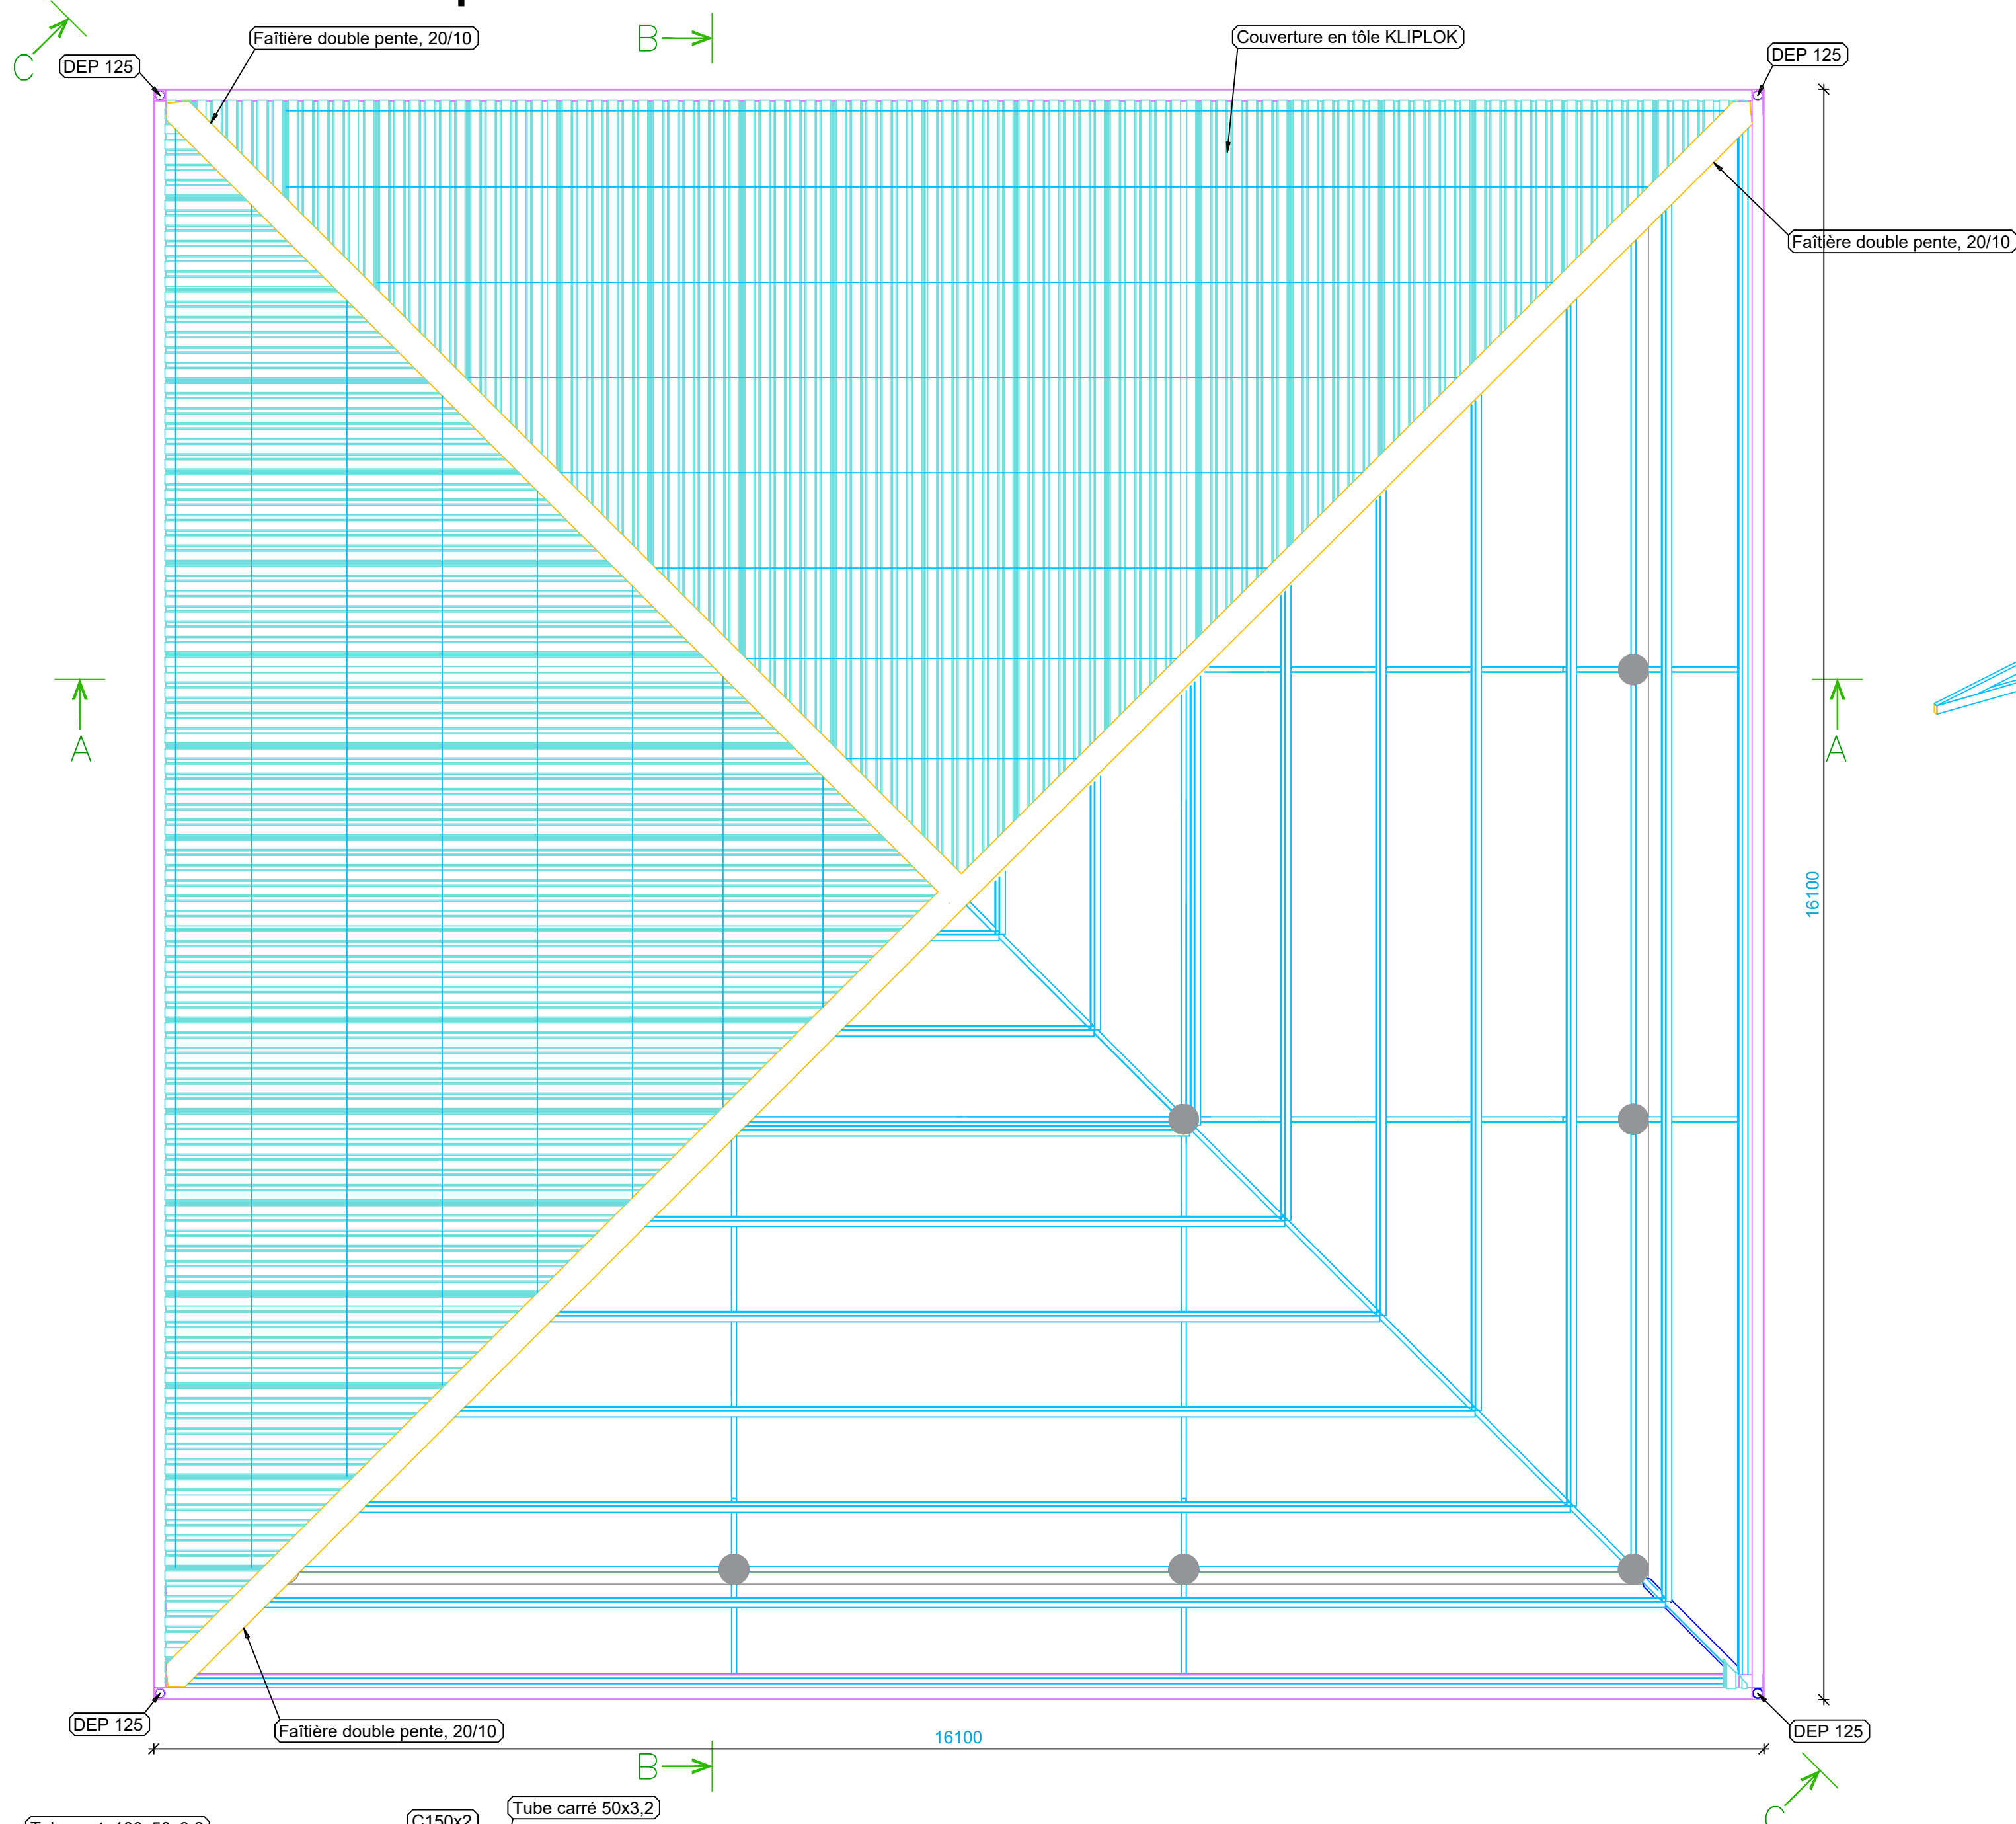 B
Faîtière double pente, 20/10
Couverture en tôle KLIPLOK
C
DEP 125
DEP 125
Faîtière double pente, 20/10
A
A
16100
DEP 125
Faîtière double pente, 20/10
16100
DEP 125
B
C
Tube carré 50x3,2
C150x2